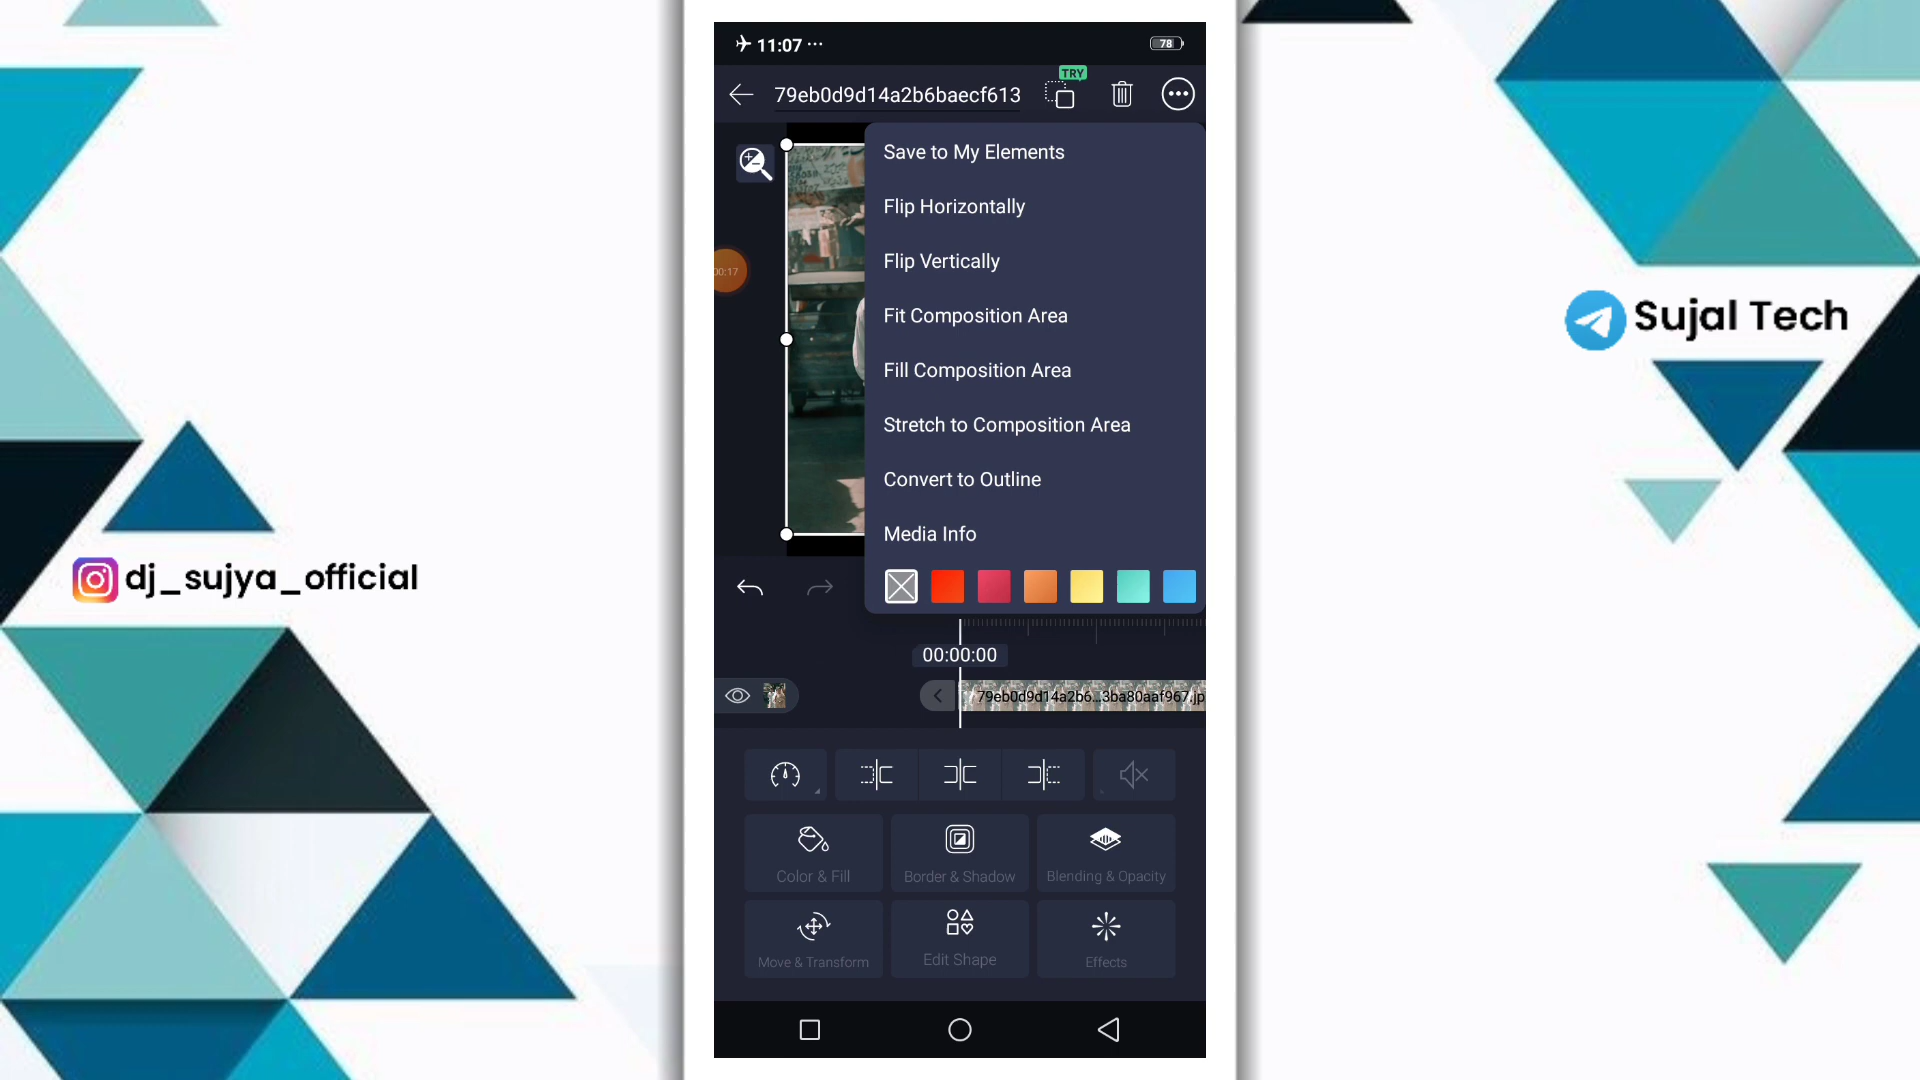 11:07 ...
78
TRY
79eb0d9d14a2b6baecf613
Save to My Elements
Flip Horizontally
Flip Vertically
Fit Composition Area
Fill Composition Area
Stretch to Composition Area
Convert to Outline
Media Info
00:17
Sujal Tech
dj_sujya_official
00:00:00
79eb0d9d14a2b6...3ba80aaf967.jp
Color & Fill
Border & Shadow
Blending & Opacity
Move & Transform
Edit Shape
Effects